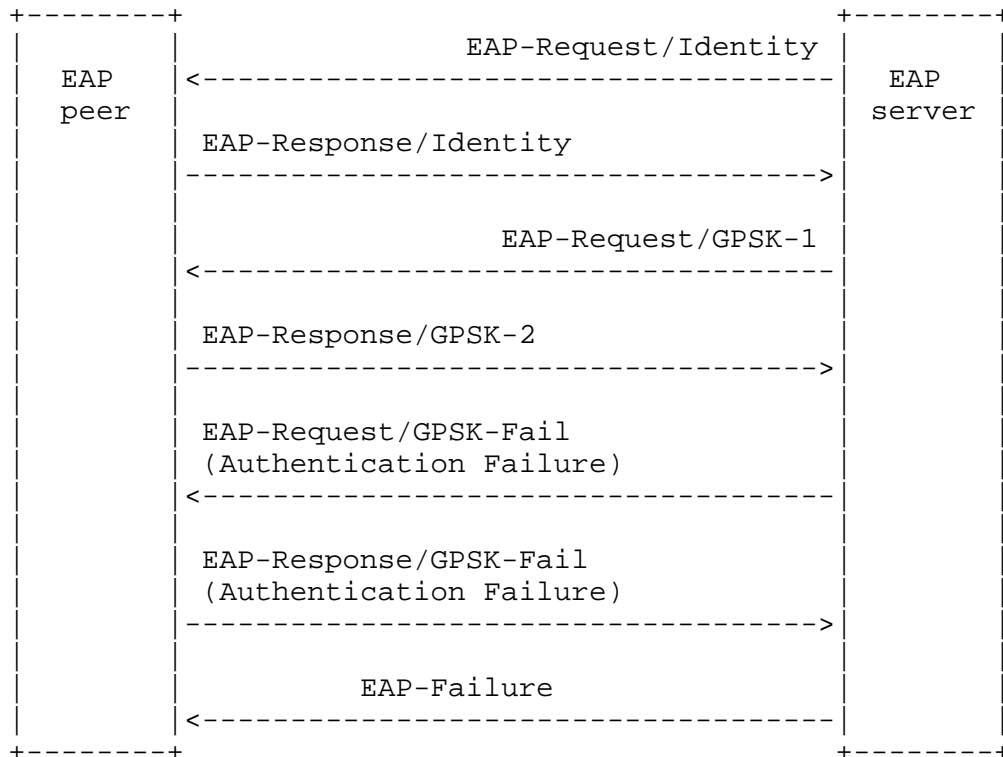 EAP-Request/Identity
EAP EAP
peer server
EAP-Response/Identity
EAP-Request/GPSK-1
EAP-Response/GPSK-2
EAP-Request/GPSK-Fail
(Authentication Failure)
EAP-Response/GPSK-Fail
(Authentication Failure)
EAP-Failure